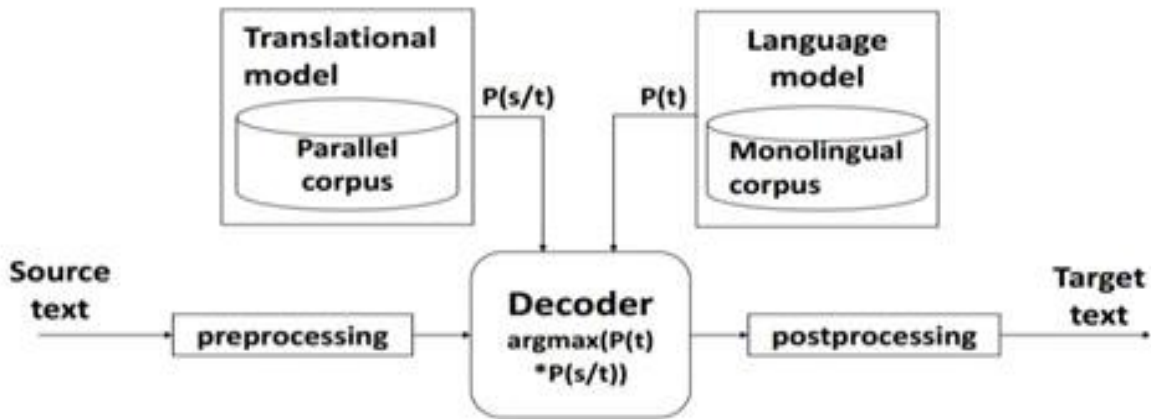 Translational
model
Parallel
corpus
P(s/t)
P(t)
Language
model
Monolingual
corpus
Source
text
preprocessing
Decoder
argmax(P(t)
*P(s/t))
postprocessing
Target
text